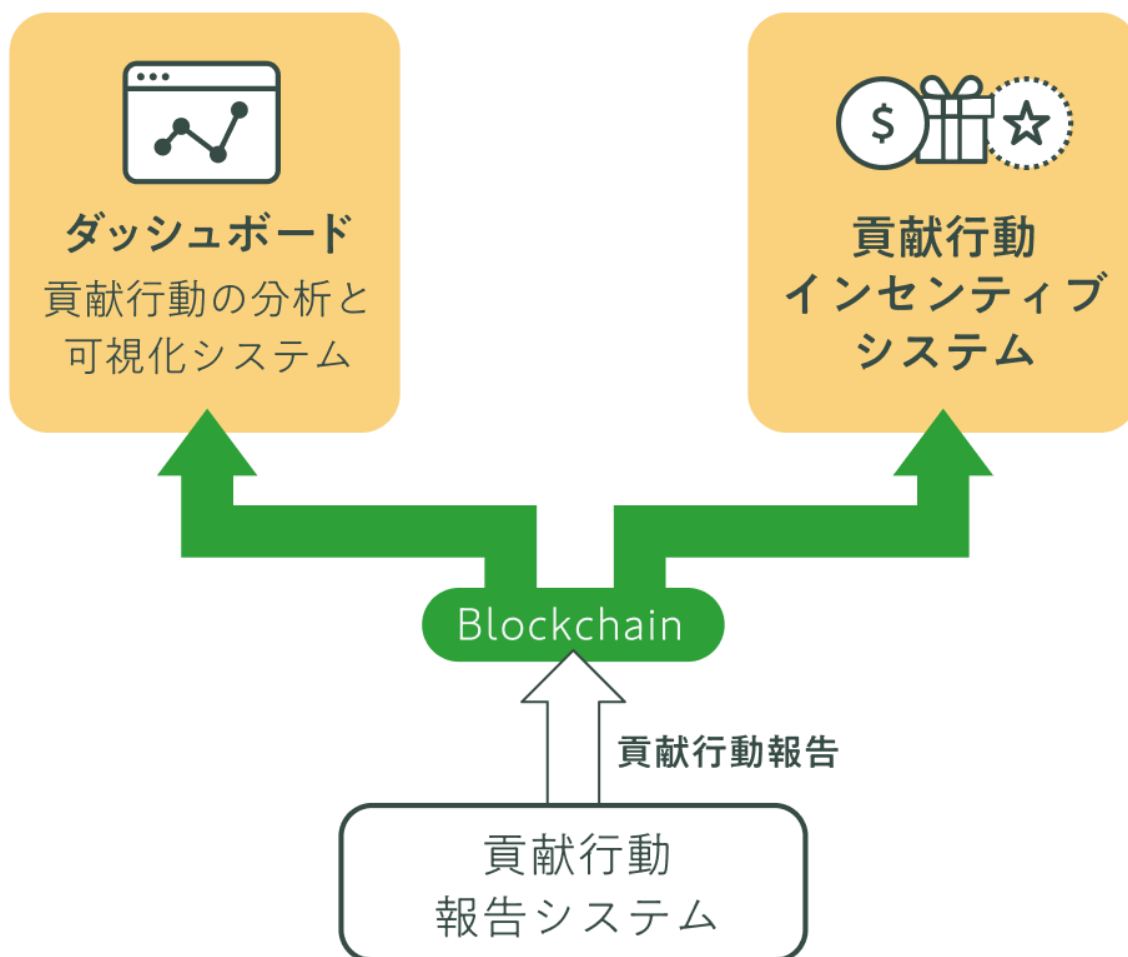 ダッシュボード
貢献行動の分析と
可視化システム
$
貢献行動
インセンティブ
システム
Blockchain
貢献行動報告
貢献行動
報告システム